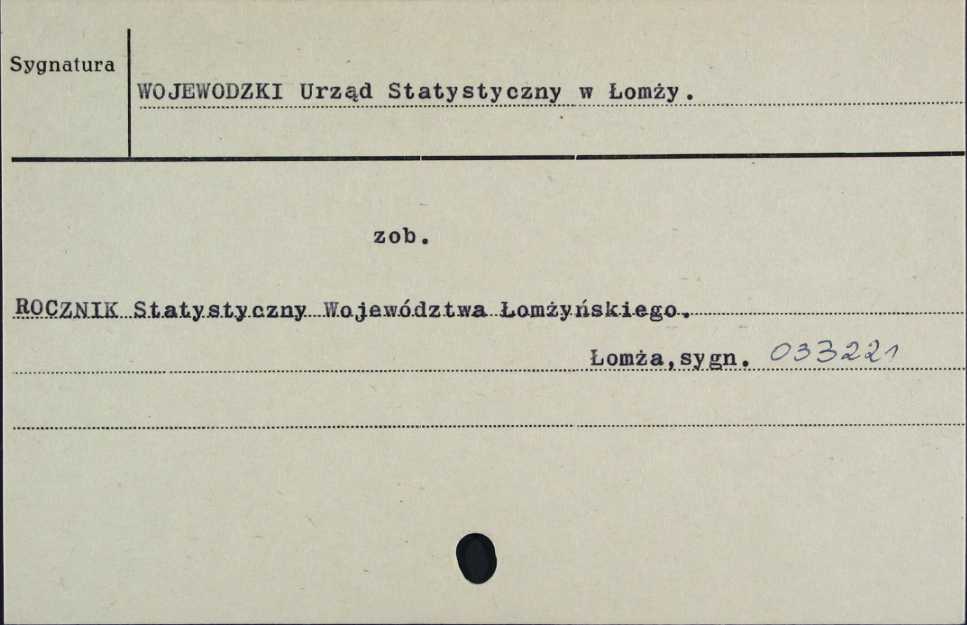 Sygnatura
WOJEWODZKI Urząd Statystyczny w Łomży.
zob.
ROCZNIK Statystyczny Województwa Łomżyńskiego.
Łomża,sygn. 033221